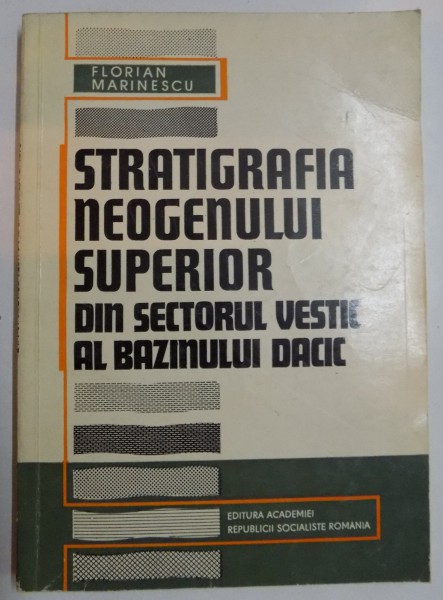 FLORIAN
MARINESCU
STRATIGRAFIA
NEOGENULUI
SUPERIOR
DIN SECTORUL VESTIC
AL BAZINULUI DACIC
EDITURA ACADEMIEI
REPUBLICII SOCIALISTE ROMANIA